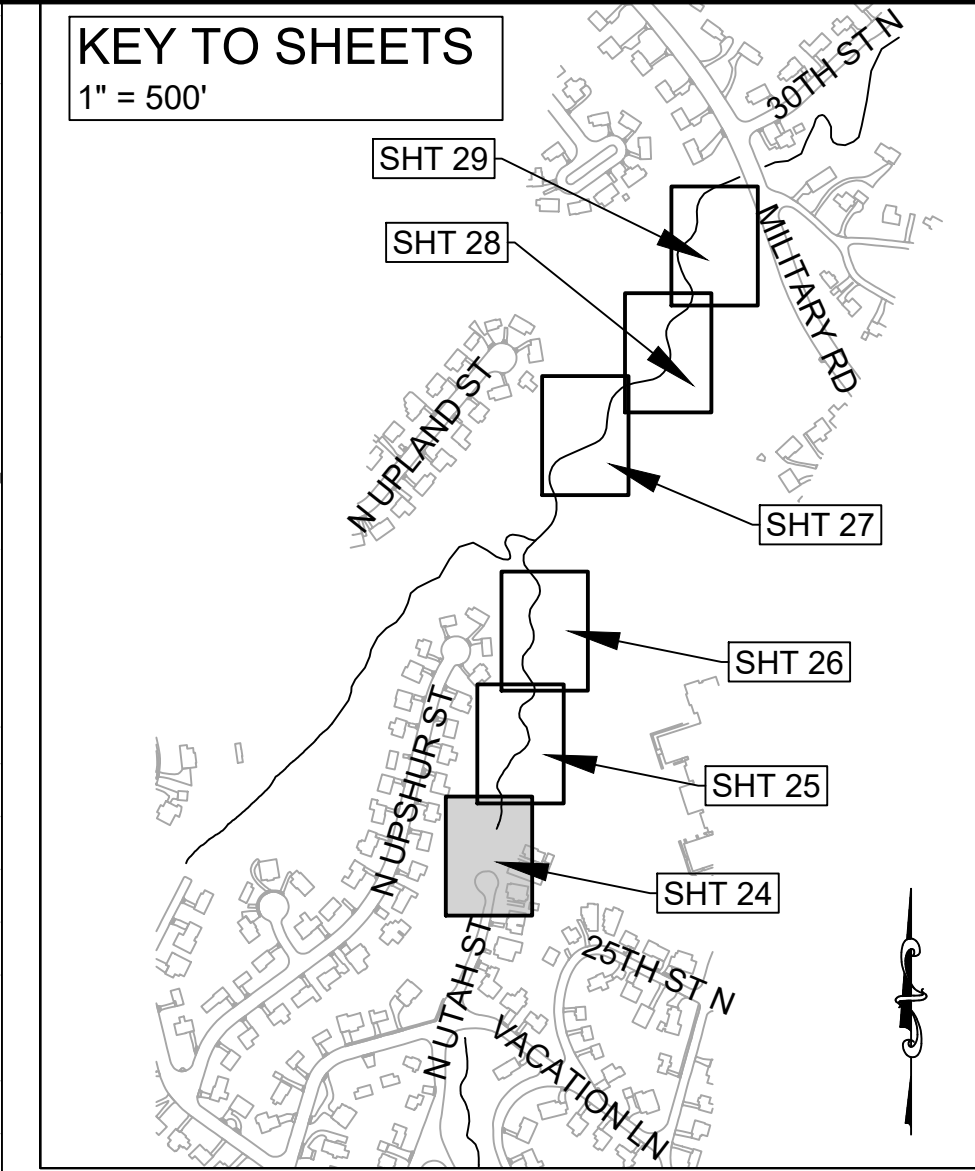 KEY TO SHEETS
1" = 500'
30TH ST N
SHT 29
SHT 28
MILITARY RD
N UPLAND ST
SHT 27
SHT 26
N UPSHUR ST
SHT 25
SHT 24
25TH ST N
N UTAH ST
VACATION LN